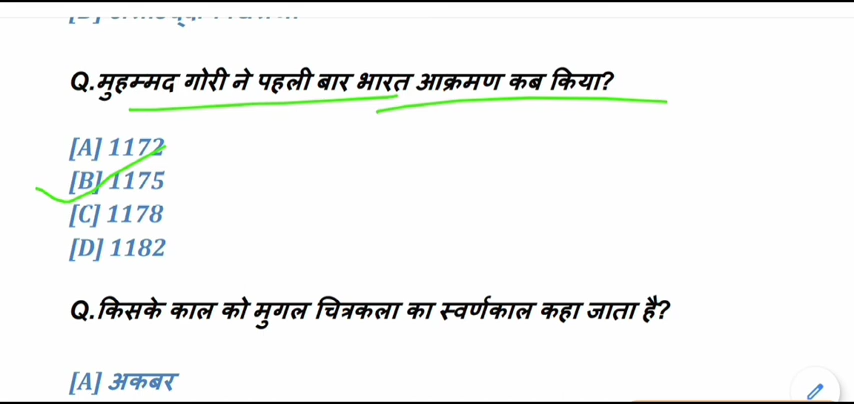 Q.मुहम्मद गोरी ने पहली बार भारत आक्रमण कब किया?
[A] 1172
[B] 1175
[C] 1178
[D] 1182
Q.किसके काल को मुगल चित्रकला का स्वर्णकाल कहा जाता है?
[A] अकबर